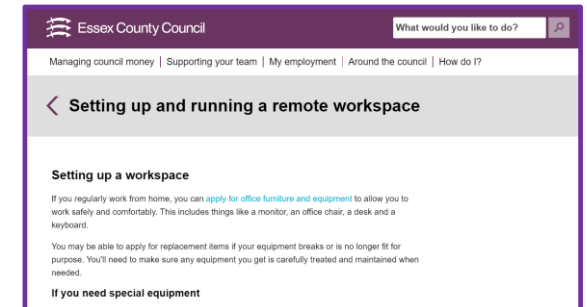 Essex County Council
What would you like to do?
Managing council money | Supporting your team | My employment | Around the council | How do I?
Setting up and running a remote workspace
Setting up a workspace
If you regularly work from home, you can apply for office furniture and equipment to allow you to
work safely and comfortably. This includes things like a monitor, an office chair, a desk and a
keyboard.
You may be able to apply for replacement items if your equipment breaks or is no longer fit for
purpose. You'll need to make sure any equipment you get is carefully treated and maintained when
needed.
If you need special equipment